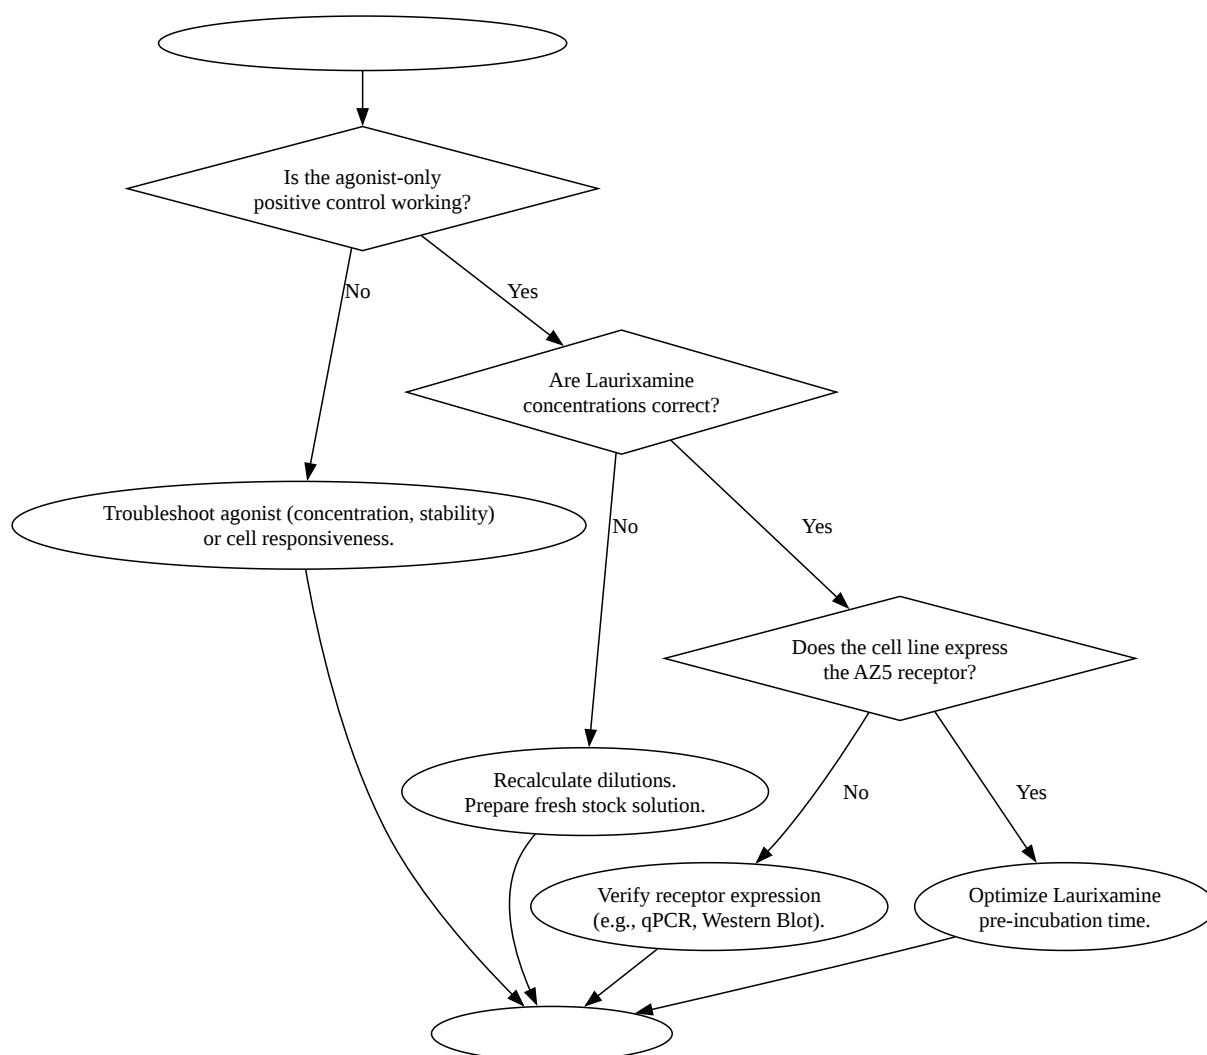 Is the agonist-only
positive control working?
No
Yes
Are Laurixamine
concentrations correct?
Troubleshoot agonist (concentration, stability)
or cell responsiveness.
No
Yes
Does the cell line express
the AZ5 receptor?
Recalculate dilutions.
Prepare fresh stock solution.
No
Yes
Verify receptor expression
(e.g., qPCR, Western Blot).
Optimize Laurixamine
pre-incubation time.